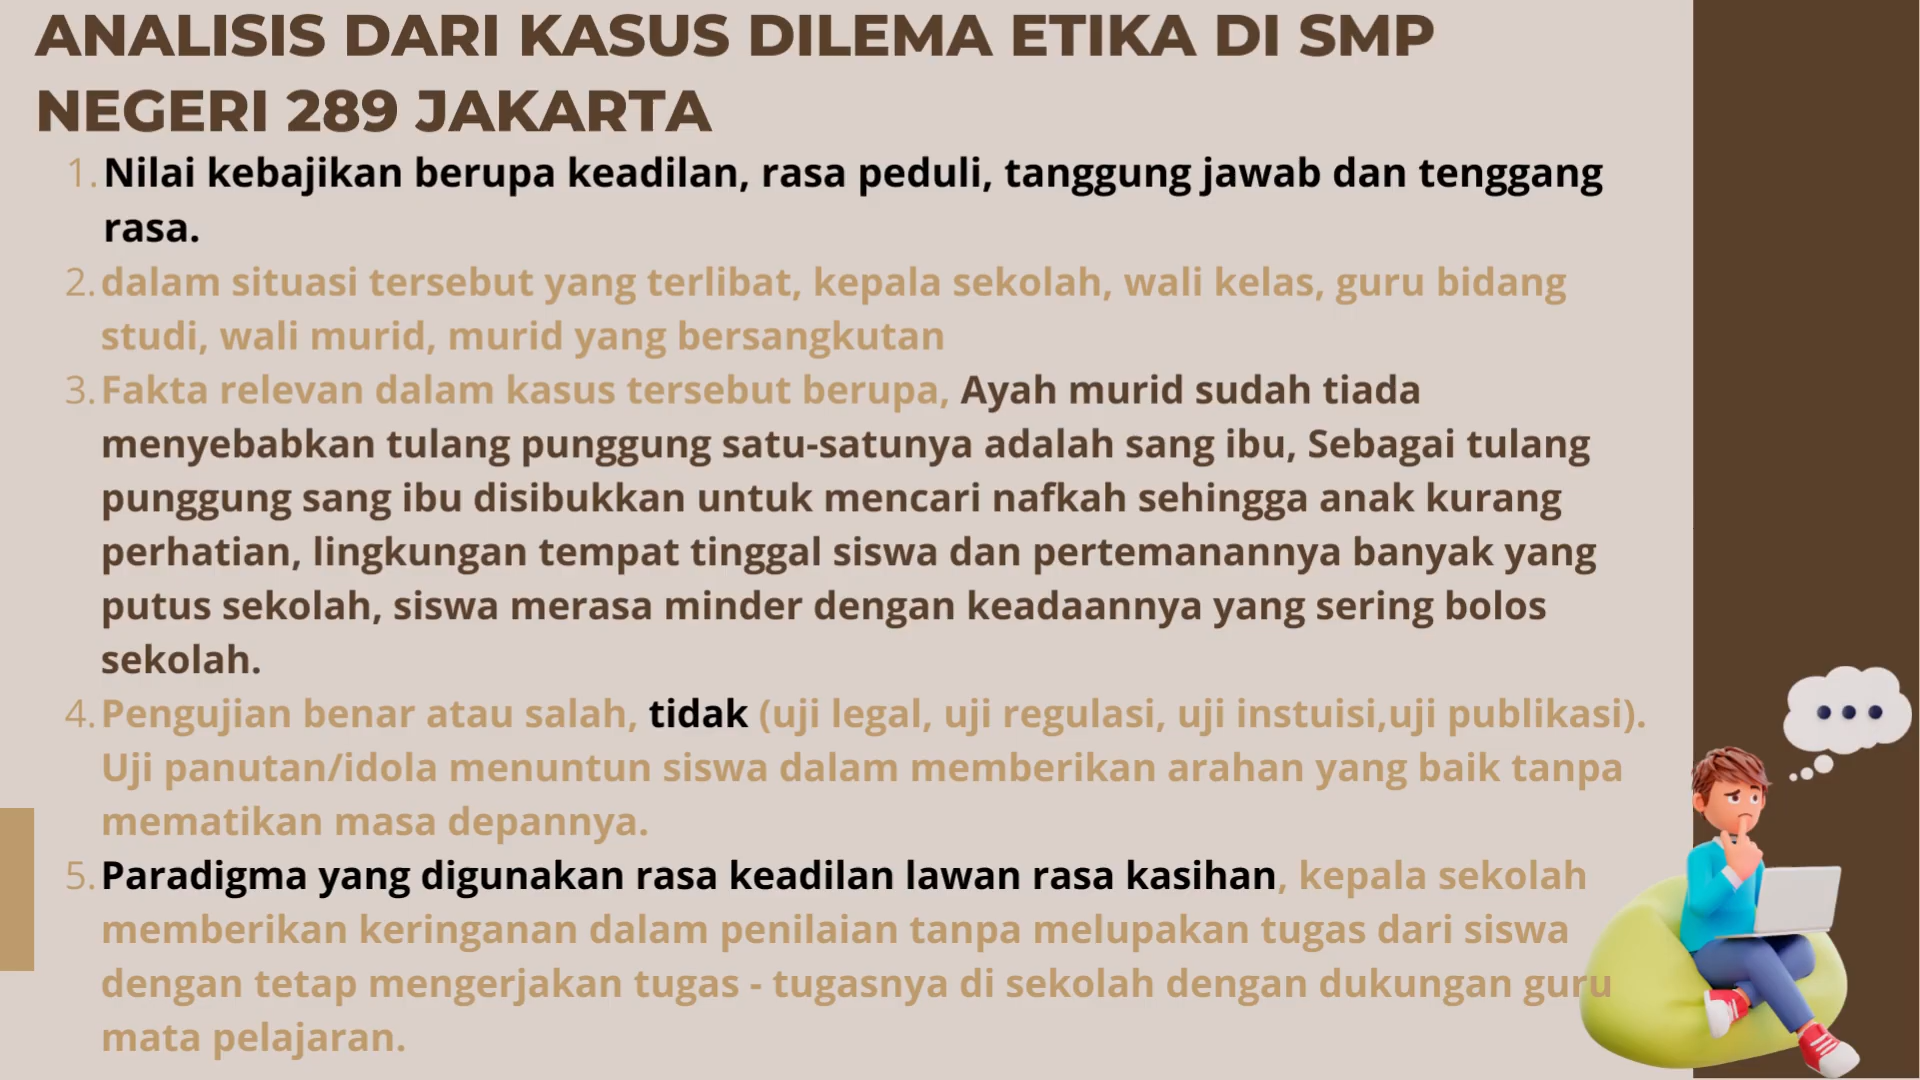 ANALISIS DARI KASUS DILEMA ETIKA DI SMP
NEGERI 289 JAKARTA
1. Nilai kebajikan berupa keadilan, rasa peduli, tanggung jawab dan tenggang
rasa.
2. dalam situasi tersebut yang terlibat, kepala sekolah, wali kelas, guru bidang
studi, wali murid, murid yang bersangkutan
3. Fakta relevan dalam kasus tersebut berupa, Ayah murid sudah tiada
menyebabkan tulang punggung satu-satunya adalah sang ibu, Sebagai tulang
punggung sang ibu disibukkan untuk mencari nafkah sehingga anak kurang
perhatian, lingkungan tempat tinggal siswa dan pertemanannya banyak yang
putus sekolah, siswa merasa minder dengan keadaannya yang sering bolos
sekolah.
4. Pengujian benar atau salah, tidak (uji legal, uji regulasi, uji instuisi,uji publikasi).
Uji panutan/idola menuntun siswa dalam memberikan arahan yang baik tanpa
mematikan masa depannya.
5. Paradigma yang digunakan rasa keadilan lawan rasa kasihan, kepala sekolah
memberikan keringanan dalam penilaian tanpa melupakan tugas dari siswa
dengan tetap mengerjakan tugas - tugasnya di sekolah dengan dukungan guru
mata pelajaran.